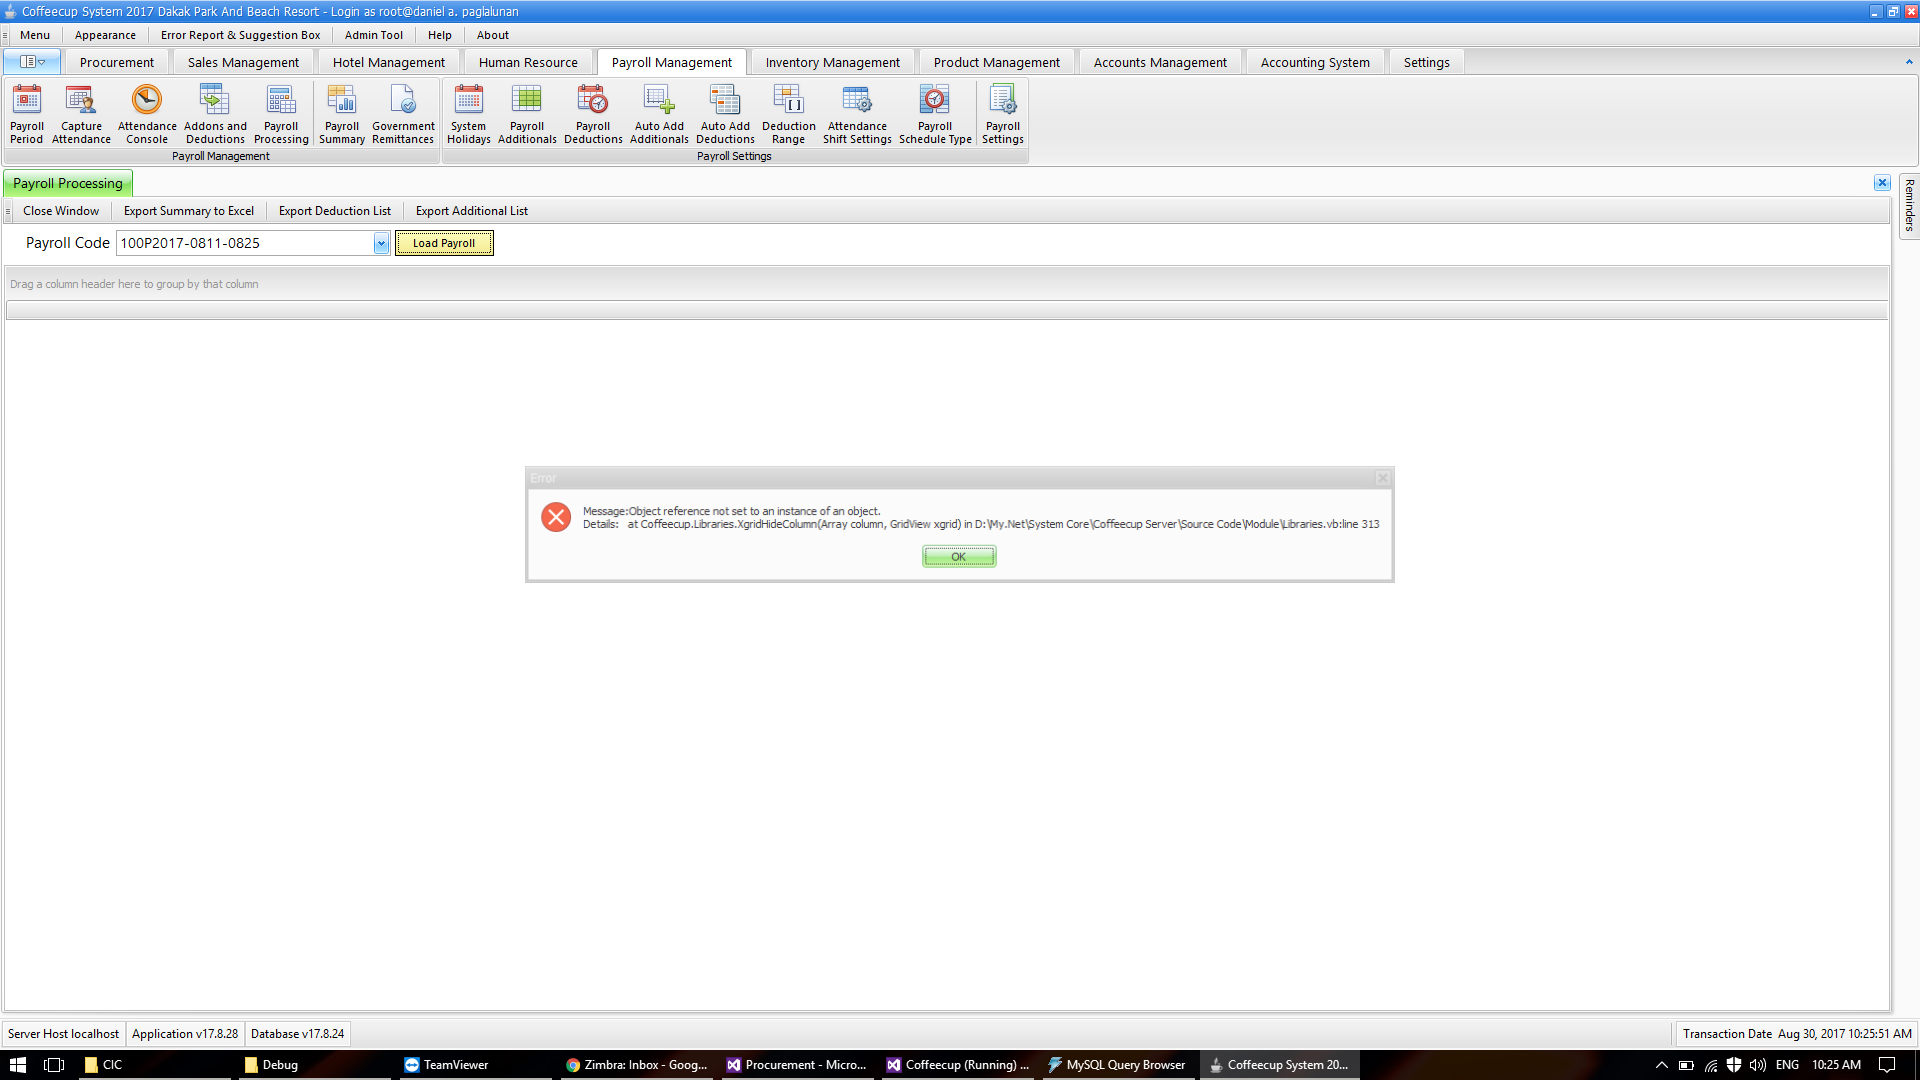 Coffeecup System 2017 Dakak Park And Beach Resort - Login as root@daniel a. paglalunan
Menu Appearance Error Report & Suggestion Box Admin Tool Help About
Procurement Sales Management Hotel Management Human Resource Payroll Management Inventory Management Product Management Accounts Management Accounting System Settings
Payroll Period Capture Attendance Attendance Console Addons and Deductions Payroll Processing Payroll Summary Government Remittances System Holidays Payroll Additionals Payroll Deductions Auto Add Additionals Auto Add Deductions Deduction Range Attendance Shift Settings Payroll Schedule Type Payroll Settings
Payroll Management Payroll Settings
Payroll Processing
Reminders
Close Window Export Summary to Excel Export Deduction List Export Additional List
Payroll Code 100P2017-0811-0825 Load Payroll
Drag a column header here to group by that column
Error
Message:Object reference not set to an instance of an object.
Details: at Coffeecup.Libraries.XgridHideColumn(Array column, GridView xgrid) in D:\My.Net\System Core\Coffeecup Server\Source Code\Module\Libraries.vb:line 313
OK
Server Host localhost Application v17.8.28 Database v17.8.24 Transaction Date Aug 30, 2017 10:25:51 AM
CIC Debug TeamViewer Zimbra: Inbox - Goog... Procurement - Micro... Coffeecup (Running) ... MySQL Query Browser Coffeecup System 20... ENG 10:25 AM